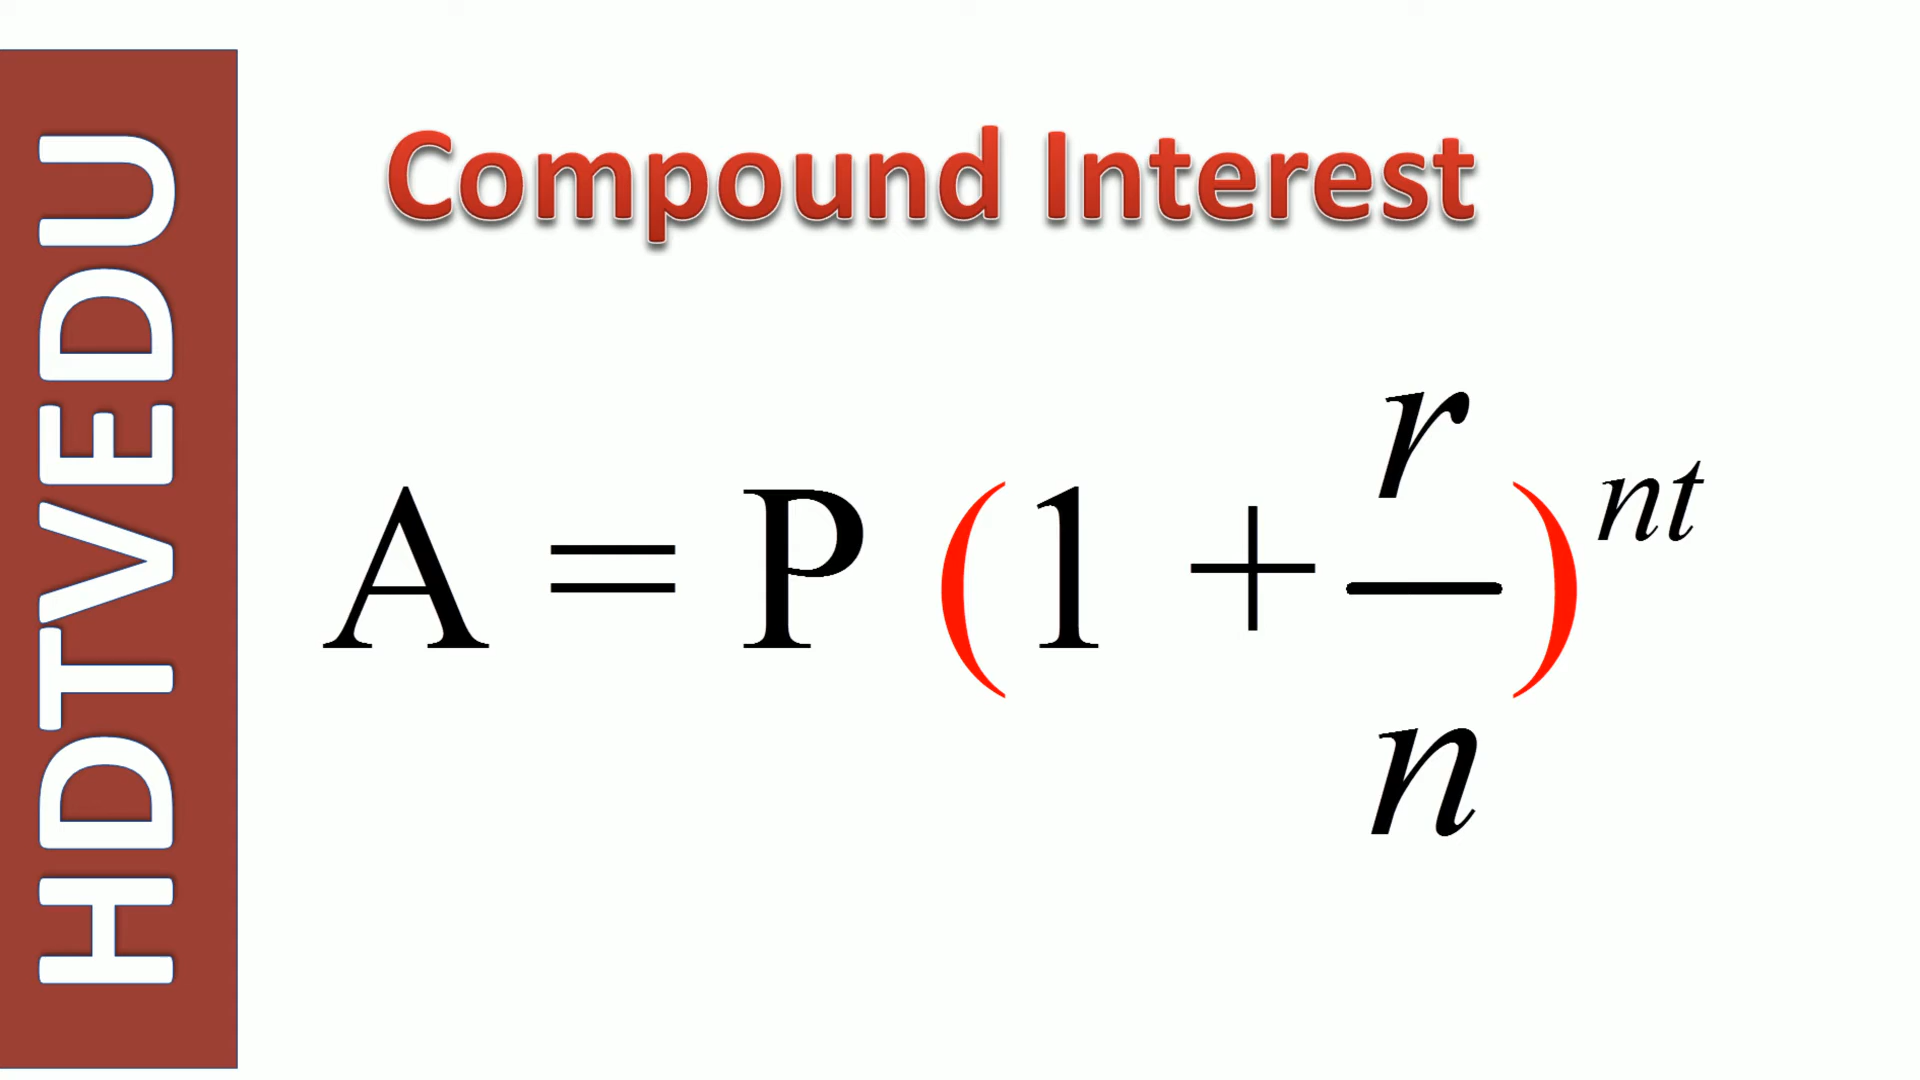 HDTVEDU
Compound Interest
A = P (1 + r/n)^nt